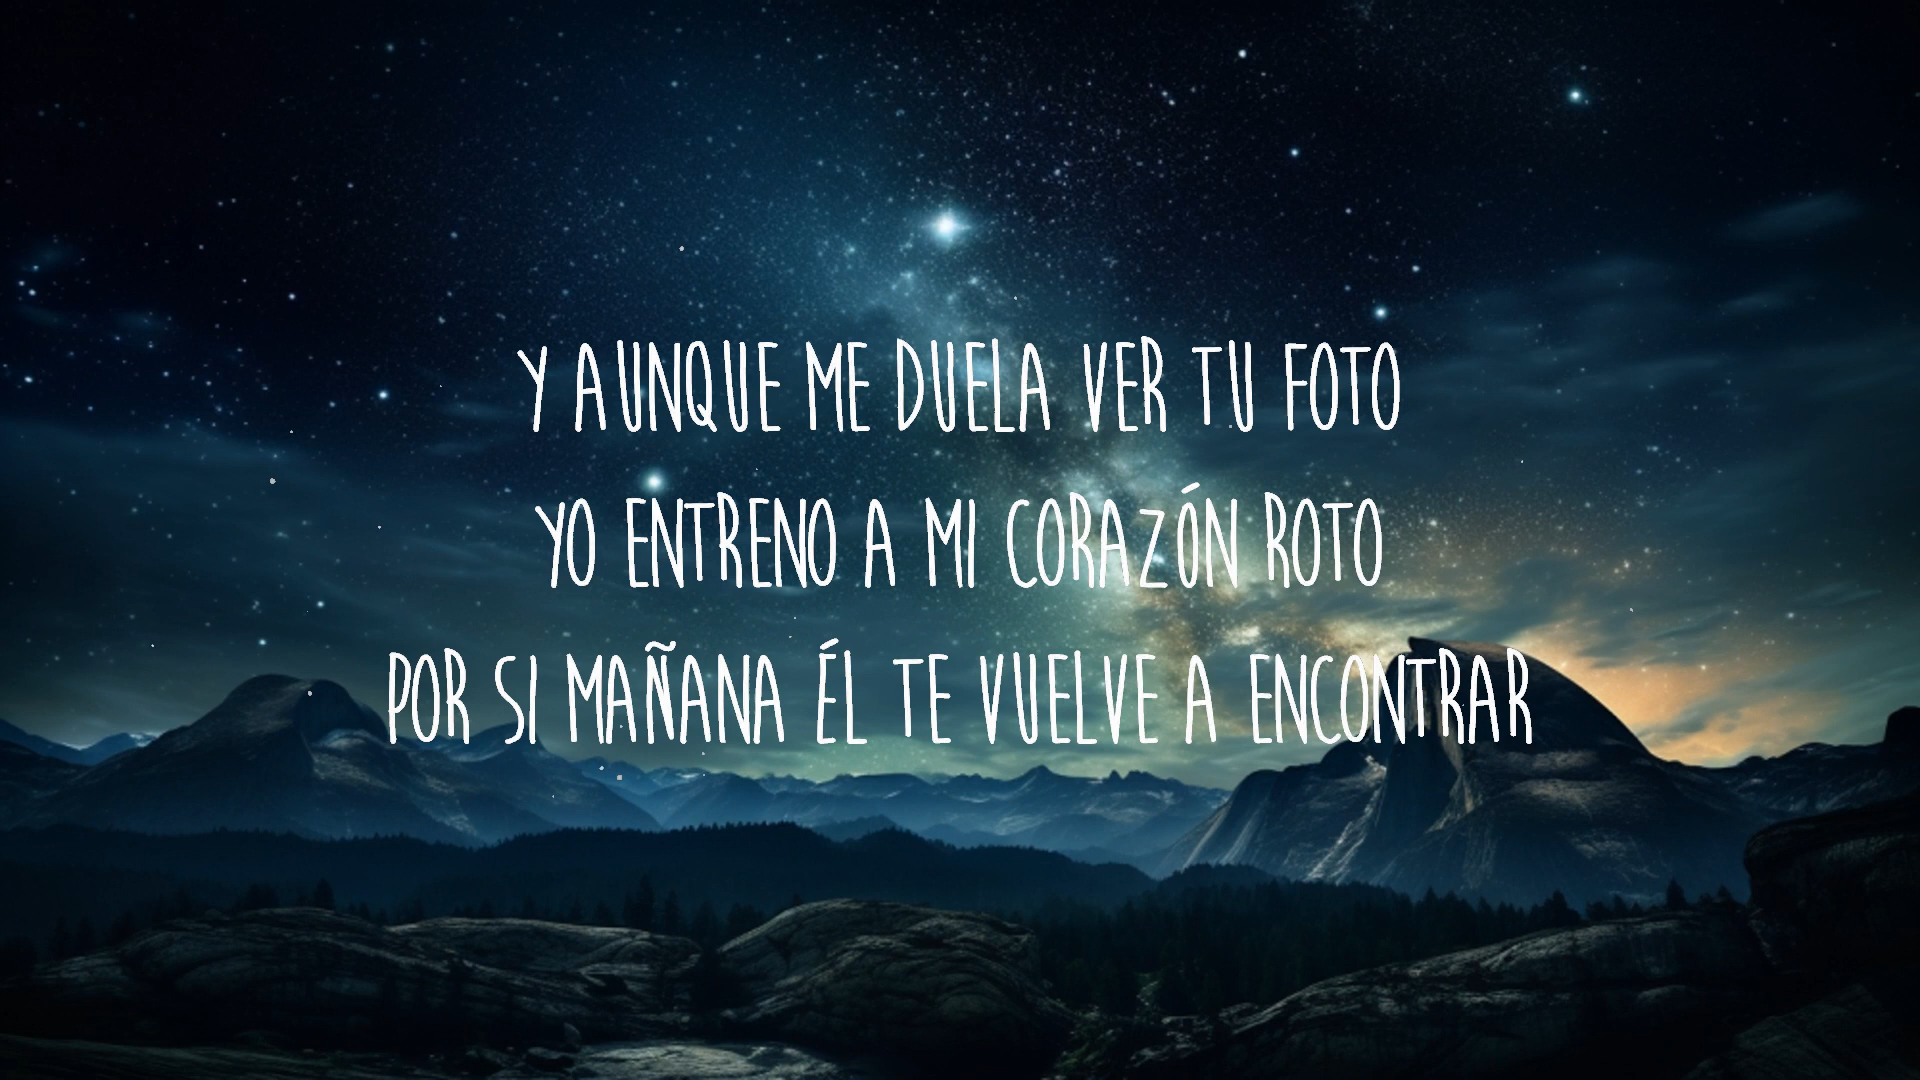 Y AUNQUE ME DUELA VER TU FOTO
YO ENTRENO A MI CORAZÓN ROTO
POR SI MAÑANA ÉL TE VUELVE A ENCONTRAR